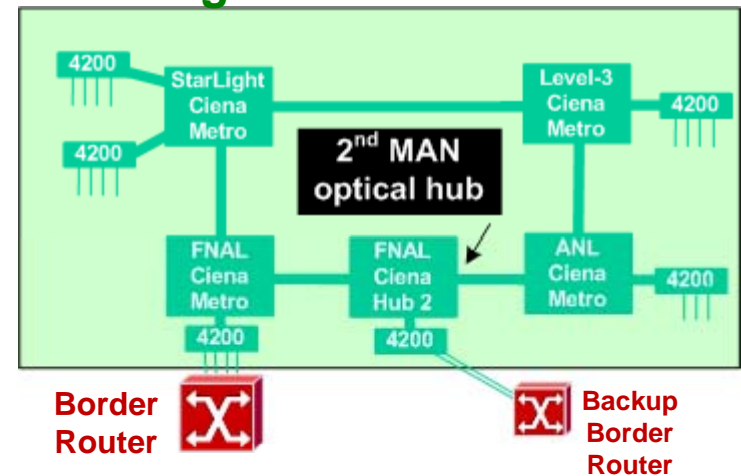 4200
StarLight
Ciena
Metro
Level-3
Ciena
Metro
4200
4200
2nd MAN
optical hub
FNAL
Ciena
Metro
FNAL
Ciena
Hub 2
ANL
Ciena
Metro
4200
4200
4200
Border
Router
Backup
Border
Router